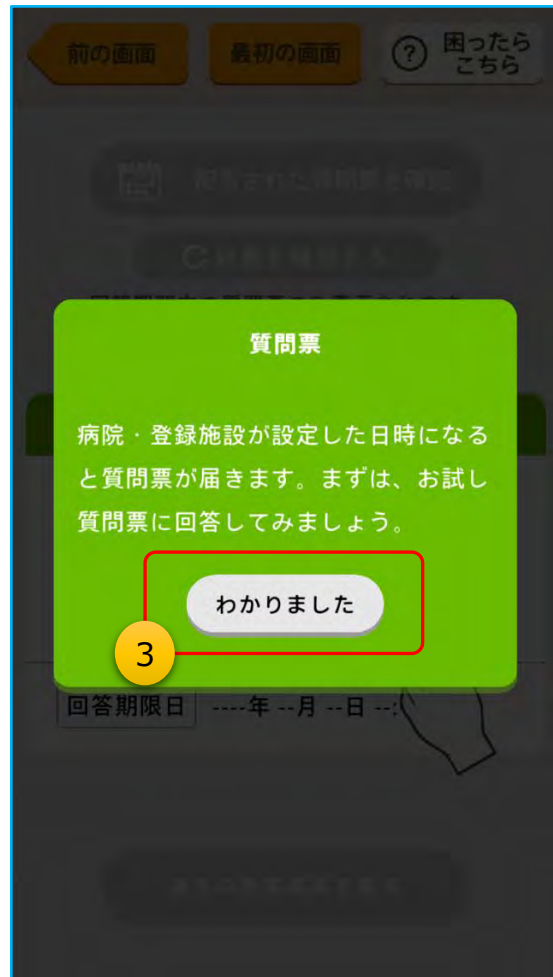 前の画面
最初の画面
?
困ったら
こちら
質問票
病院・登録施設が設定した日時になる
と質問票が届きます。まずは、お試し
質問票に回答してみましょう。
わかりました
3
回答期限日 ----年 --月 --日 --: